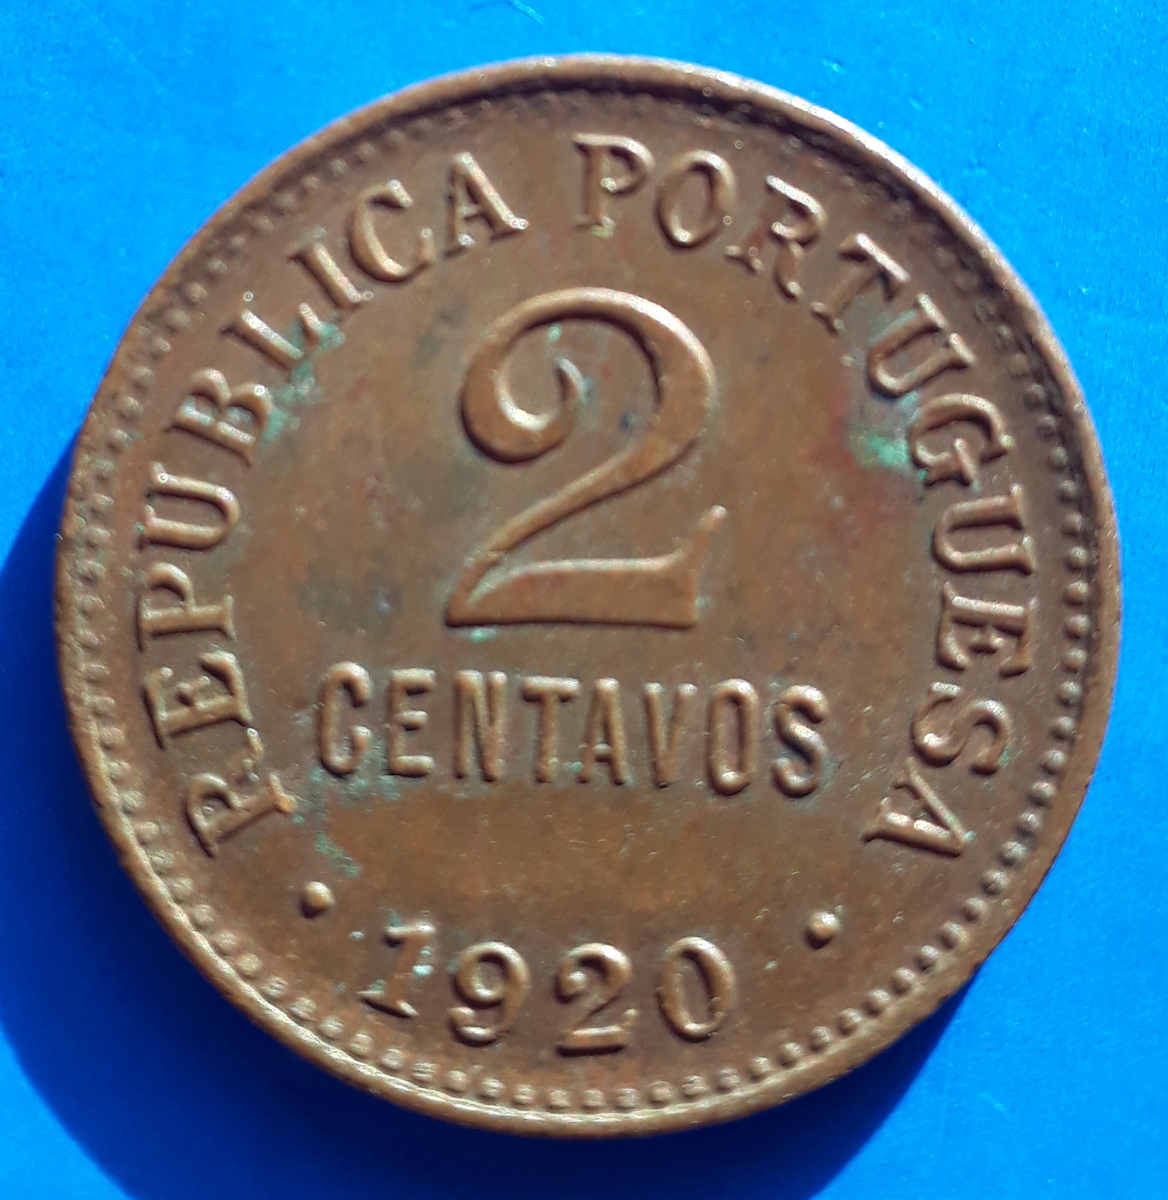 REPUBLICA PORTUGUESA
2
CENTAVOS
• 1920 •